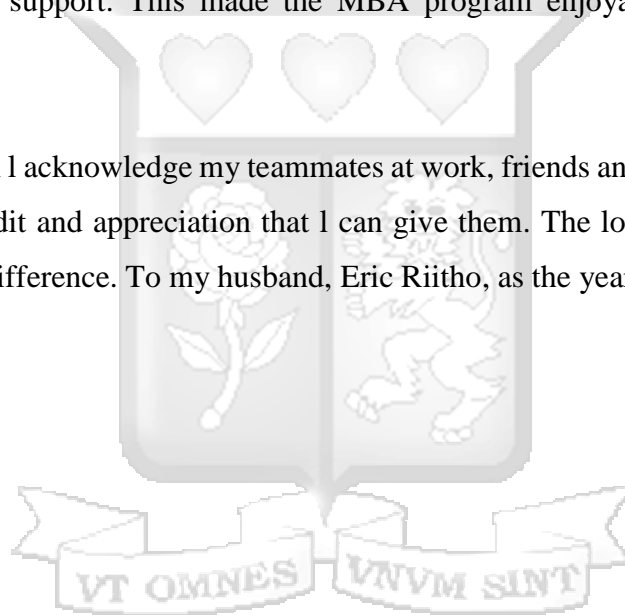 support. This made the MBA program enjoya
l acknowledge my teammates at work, friends an
dit and appreciation that l can give them. The lo
ifference. To my husband, Eric Riitho, as the year
VT OMNES VNVM SINT